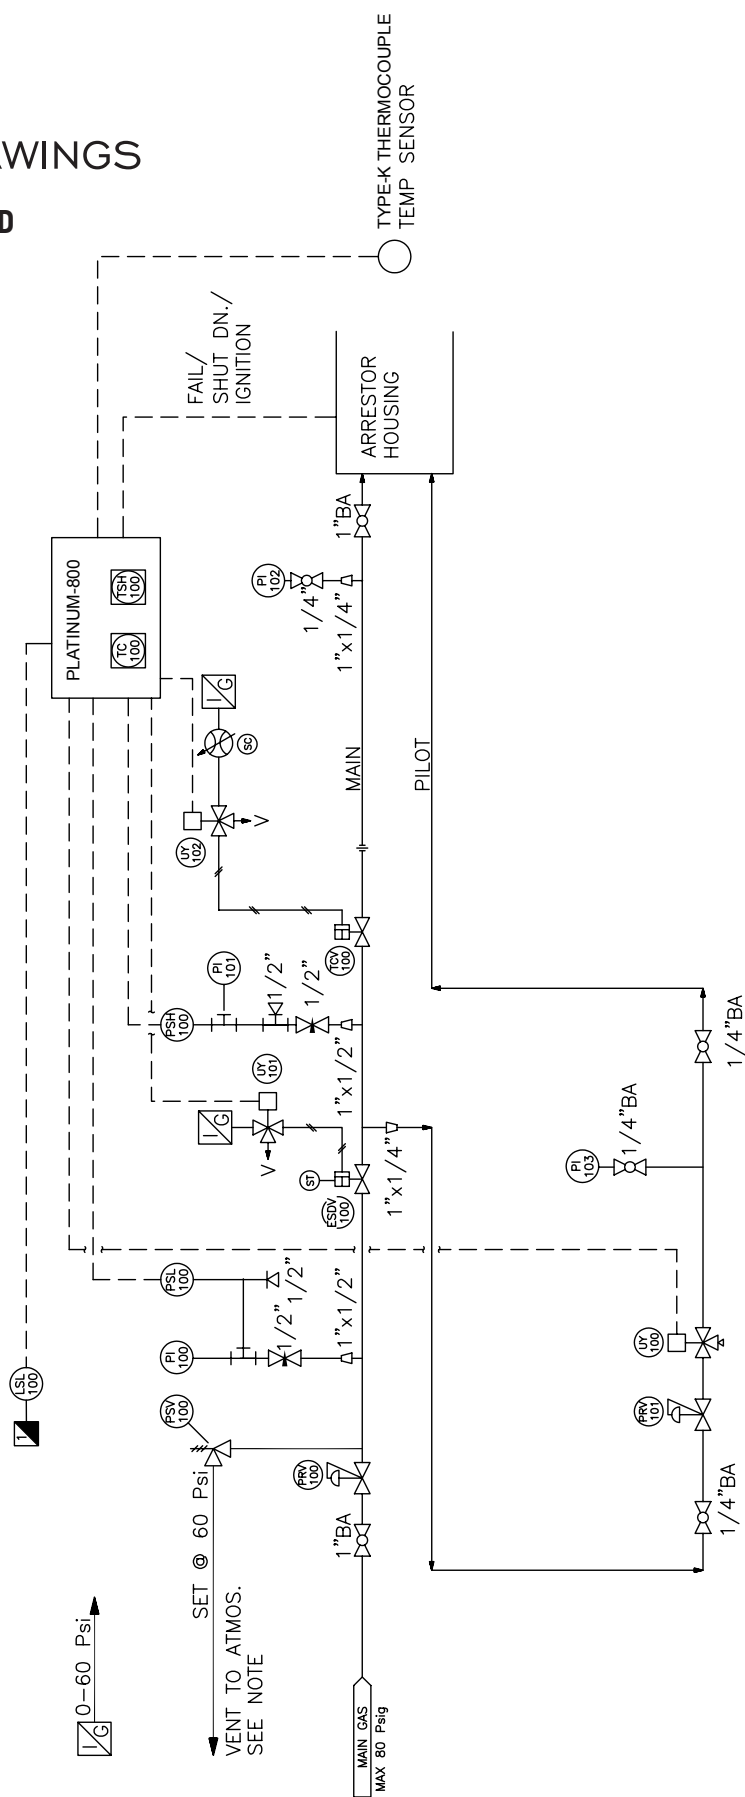 AWINGS
D
TYPE-K THERMOCOUPLE
TEMP SENSOR
FAIL/
SHUT DN./
IGNITION
ARRESTOR
HOUSING
PLATINUM-800
TSH
100
TC
100
1"BA
PI
102
1/4"
1"x1/4"
I/G
SC
UY
102
V
MAIN
PILOT
TCV
100
PI
101
PSH
100
1/2"
1/2"
1"x1/2"
UY
101
I/G
V
ST
ESDV
100
1"x1/4"
1/4"BA
PI
103
1/4"BA
PSL
100
PI
100
1/2"
1/2"
1"x1/2"
LSL
100
1
PSV
100
SET @ 60 Psi
PRV
100
1"BA
UY
100
PRV
101
1/4"BA
I/G
0-60 Psi
VENT TO ATMOS.
SEE NOTE
MAIN GAS
MAX 80 Psig